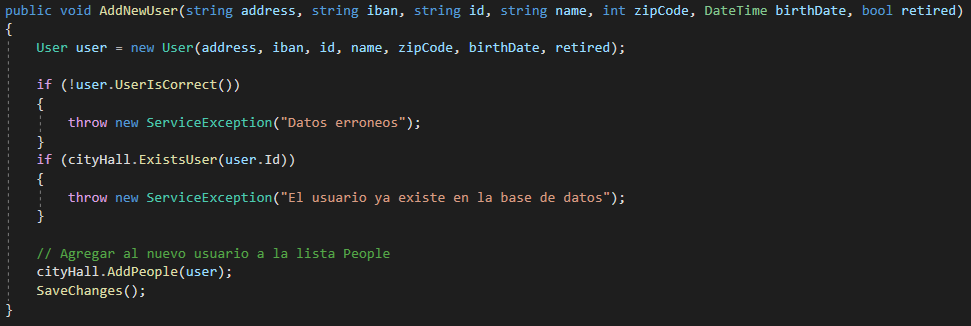 public void AddNewUser(string address, string iban, string id, string name, int zipCode, DateTime birthDate, bool retired)
{
User user = new User(address, iban, id, name, zipCode, birthDate, retired);
if (!user.UserIsCorrect())
{
throw new ServiceException("Datos erroneos");
}
if (cityHall.ExistsUser(user.Id))
{
throw new ServiceException("El usuario ya existe en la base de datos");
}
// Agregar al nuevo usuario a la lista People
cityHall.AddPeople(user);
SaveChanges();
}